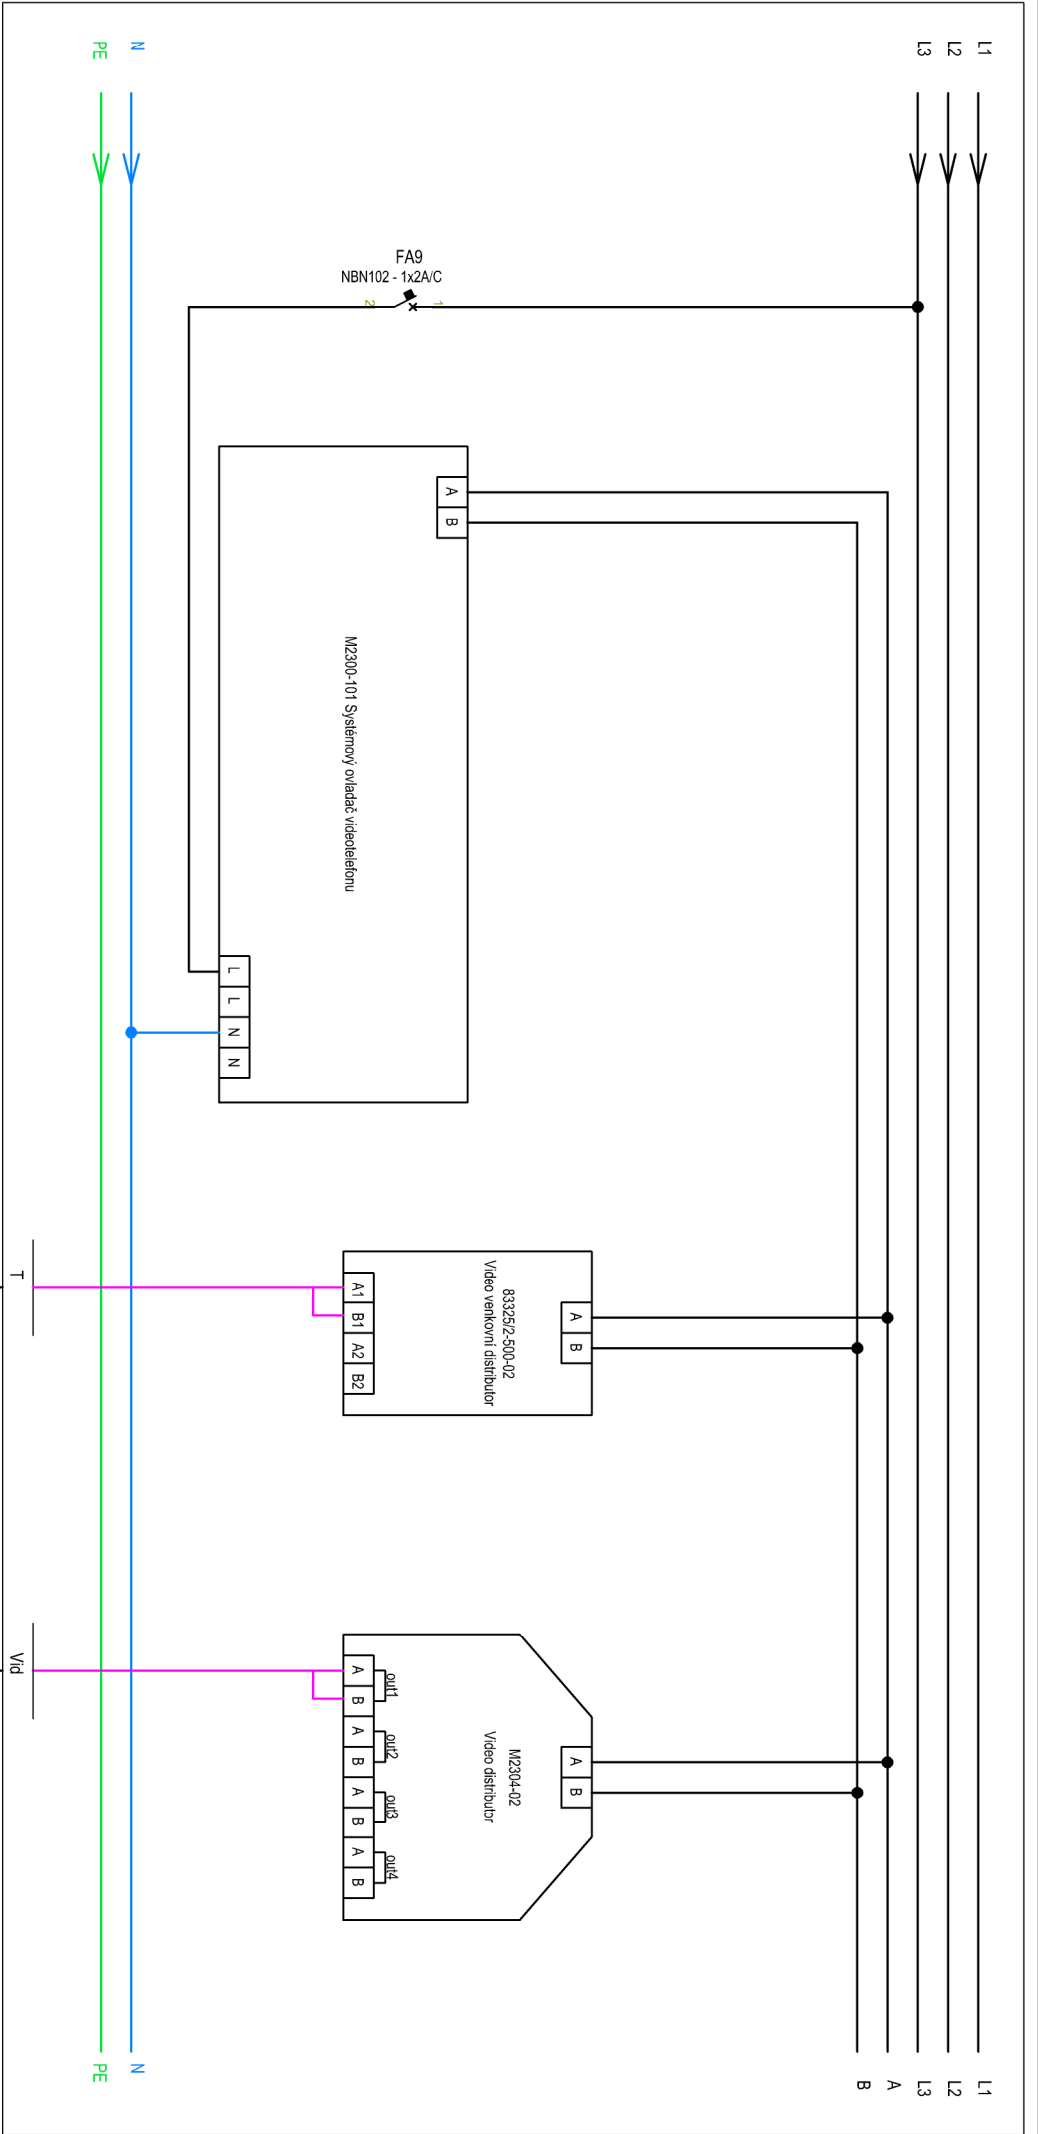 L1
L2
L3
N
PE
FA9
NBN102 - 1x2A/C
1
2
A
B
M2300-101 Systémový ovladač videotelefonu
L
L
N
N
A
B
83325/2-500-02
Video venkovní distributor
A1
B1
A2
B2
T
A
B
M2304-02
Video distributor
out1
out2
out3
out4
A
B
A
B
A
B
A
B
Vid
L1
L2
L3
A
B
N
PE